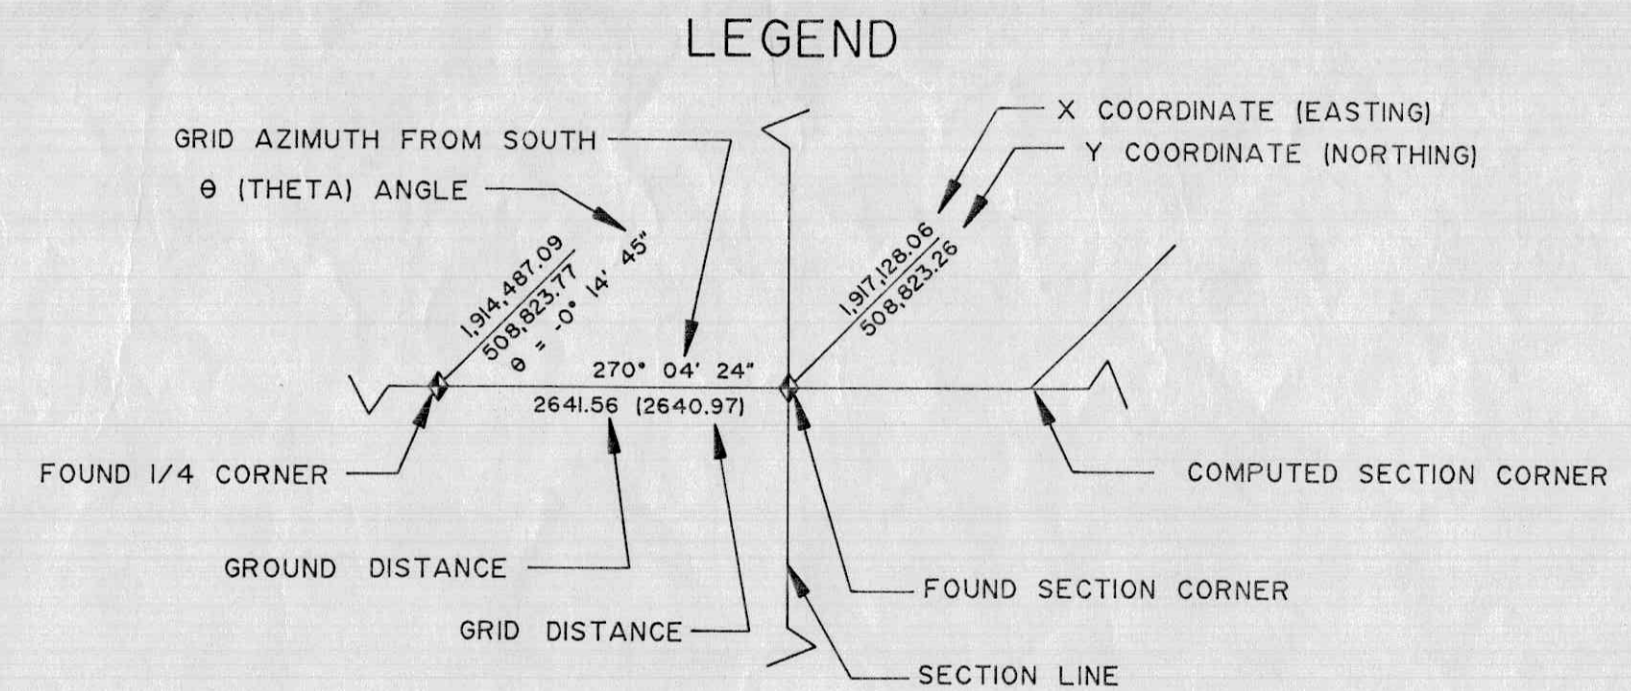 LEGEND
GRID AZIMUTH FROM SOUTH
θ (THETA) ANGLE
X COORDINATE (EASTING)
Y COORDINATE (NORTHING)
1,914,487.09
508,823.77
θ = -0° 14' 45"
1,917,128.06
508,823.26
270° 04' 24"
2641.56 (2640.97)
FOUND 1/4 CORNER
COMPUTED SECTION CORNER
GROUND DISTANCE
FOUND SECTION CORNER
GRID DISTANCE
SECTION LINE